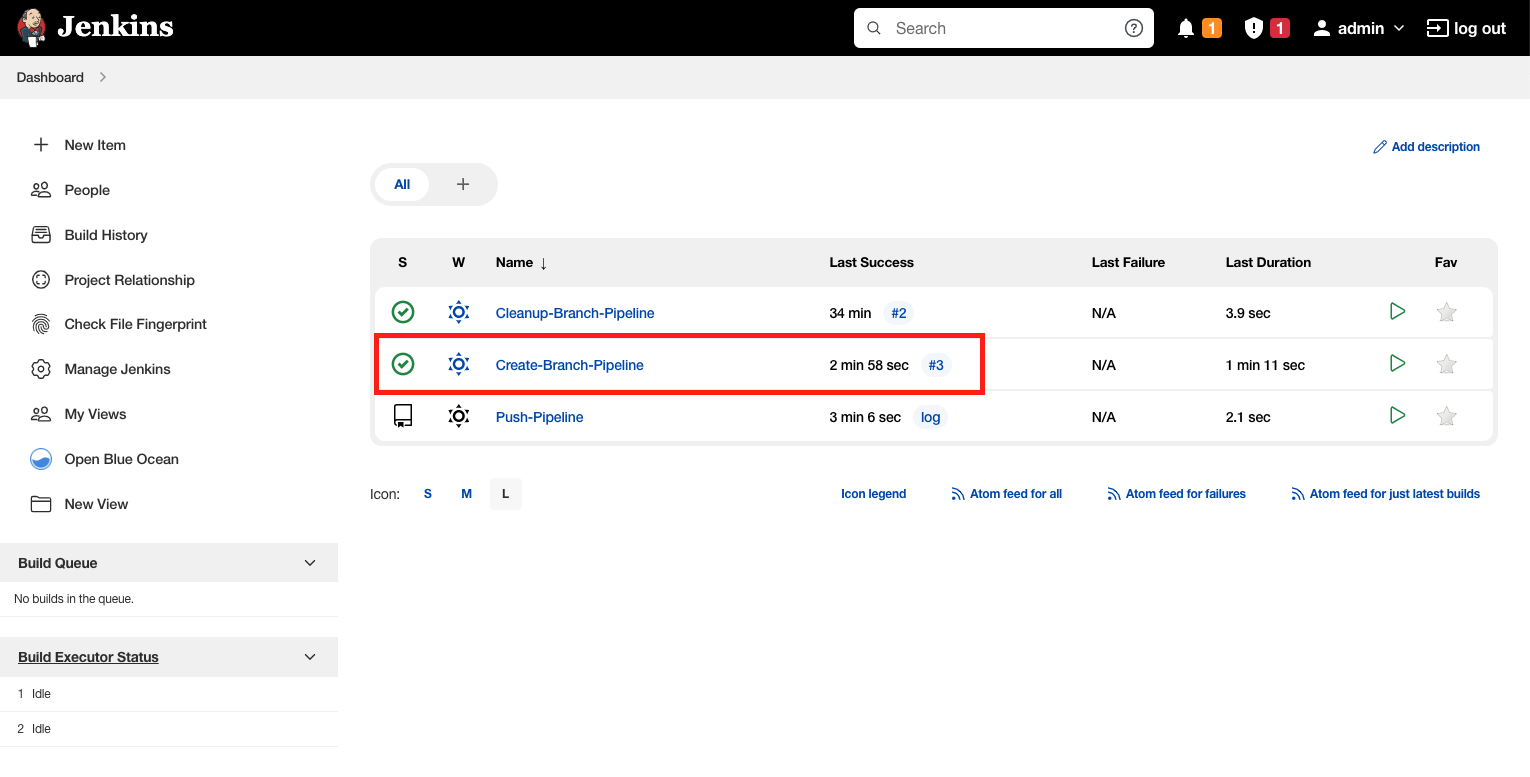 Jenkins
Search
1
1
admin
log out
Dashboard
New Item
People
Build History
Project Relationship
Check File Fingerprint
Manage Jenkins
My Views
Open Blue Ocean
New View
Build Queue
No builds in the queue.
Build Executor Status
1 Idle
2 Idle
Add description
All
S W Name ↓ Last Success Last Failure Last Duration Fav
Cleanup-Branch-Pipeline 34 min #2 N/A 3.9 sec
Create-Branch-Pipeline 2 min 58 sec #3 N/A 1 min 11 sec
Push-Pipeline 3 min 6 sec log N/A 2.1 sec
Icon: S M L
Icon legend Atom feed for all Atom feed for failures Atom feed for just latest builds